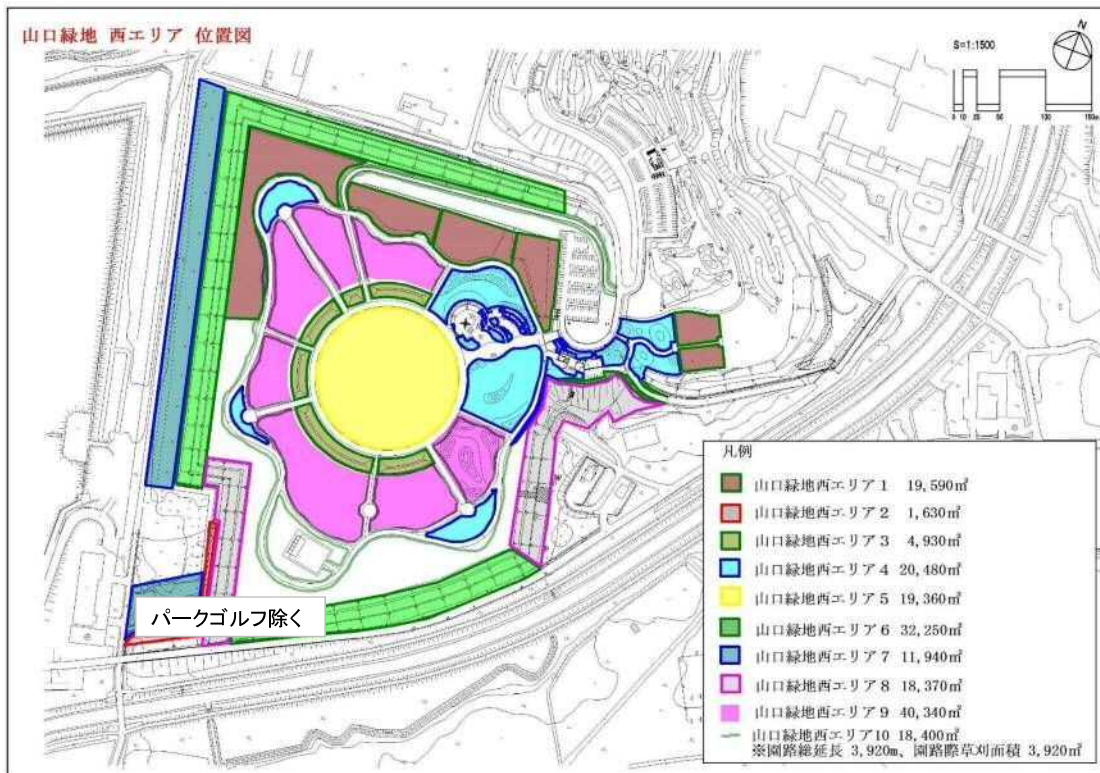 山口緑地 西エリア 位置図
N
S=1:1500
0 10 25 50 100 150m
パークゴルフ除く
凡例
山口緑地西エリア1 19,590㎡
山口緑地西エリア2 1,630㎡
山口緑地西エリア3 4,930㎡
山口緑地西エリア4 20,480㎡
山口緑地西エリア5 19,360㎡
山口緑地西エリア6 32,250㎡
山口緑地西エリア7 11,940㎡
山口緑地西エリア8 18,370㎡
山口緑地西エリア9 40,340㎡
山口緑地西エリア10 18,400㎡
※園路総延長 3,920m、園路際草刈面積 3,920㎡